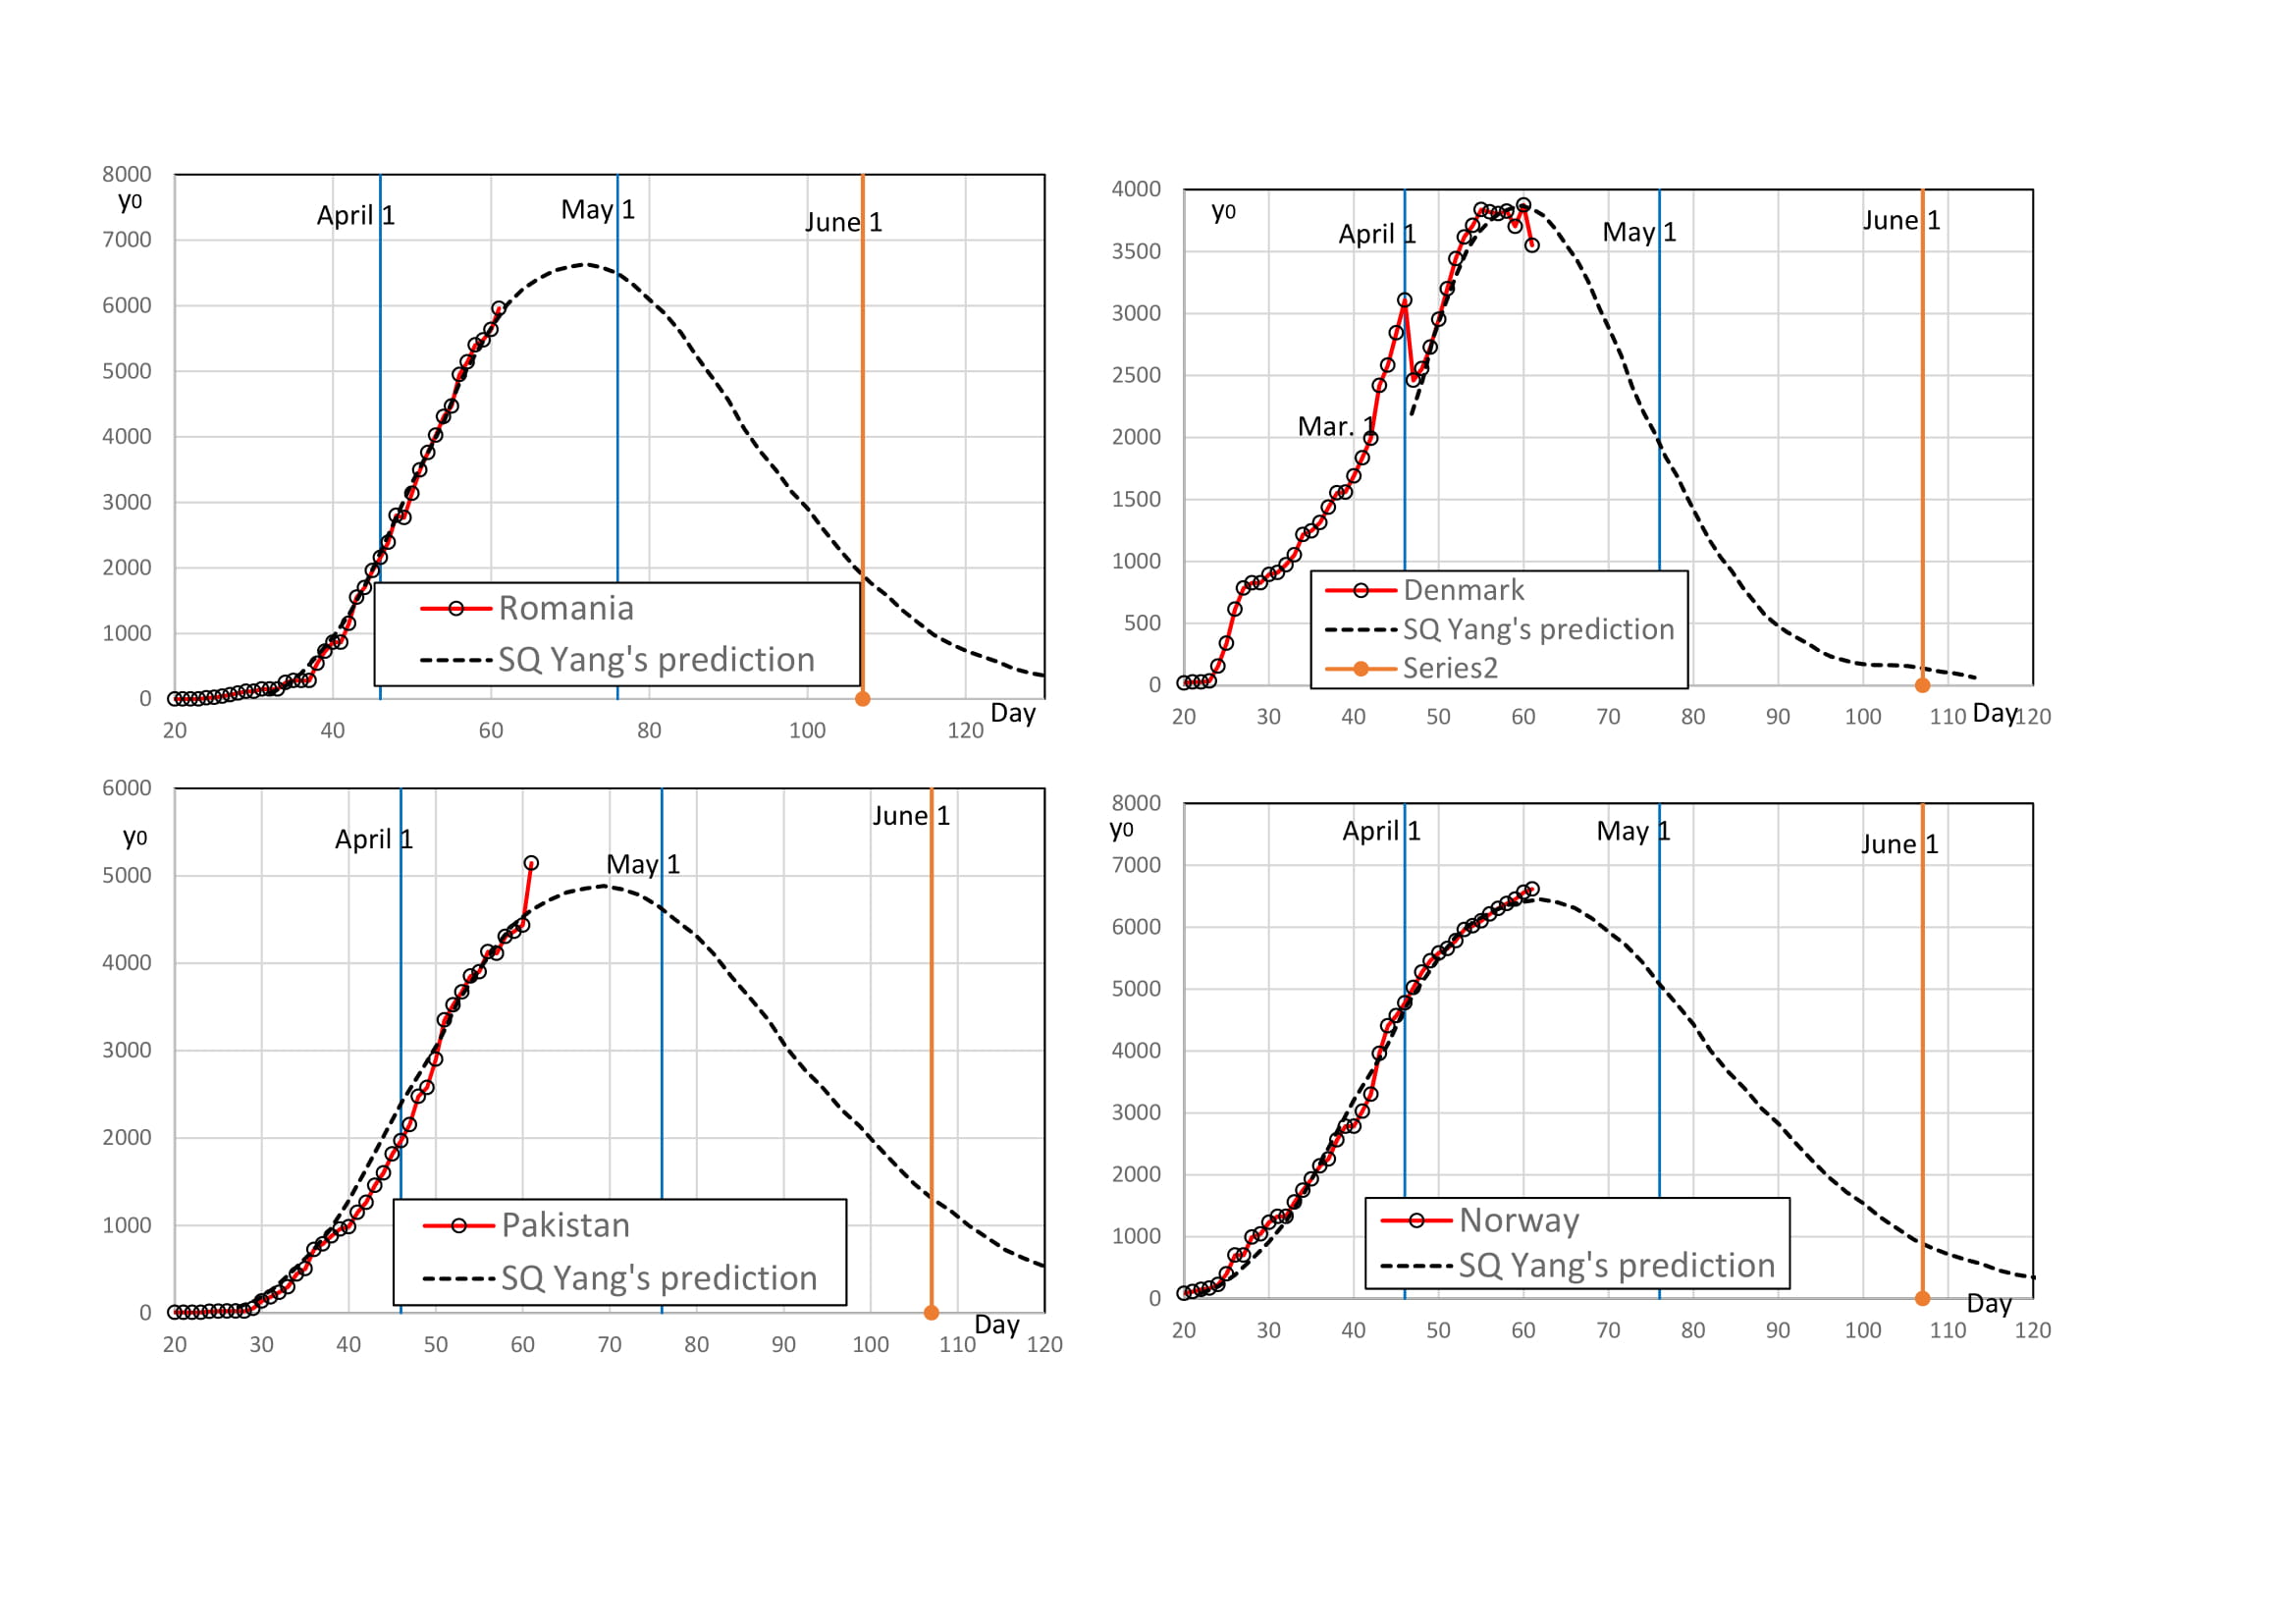 8000
y0
7000
6000
5000
4000
3000
2000
1000
0
April 1
May 1
June 1
Romania
SQ Yang's prediction
Day
20 40 60 80 100 120
4000
y0
3500
3000
2500
2000
1500
1000
500
0
April 1
May 1
June 1
Mar. 1
Denmark
SQ Yang's prediction
Series2
20 30 40 50 60 70 80 90 100 110 Day 120
6000
y0
5000
4000
3000
2000
1000
0
April 1
May 1
June 1
Pakistan
SQ Yang's prediction
Day
20 30 40 50 60 70 80 90 100 110 120
8000
y0
7000
6000
5000
4000
3000
2000
1000
0
April 1
May 1
June 1
Norway
SQ Yang's prediction
Day
20 30 40 50 60 70 80 90 100 110 120